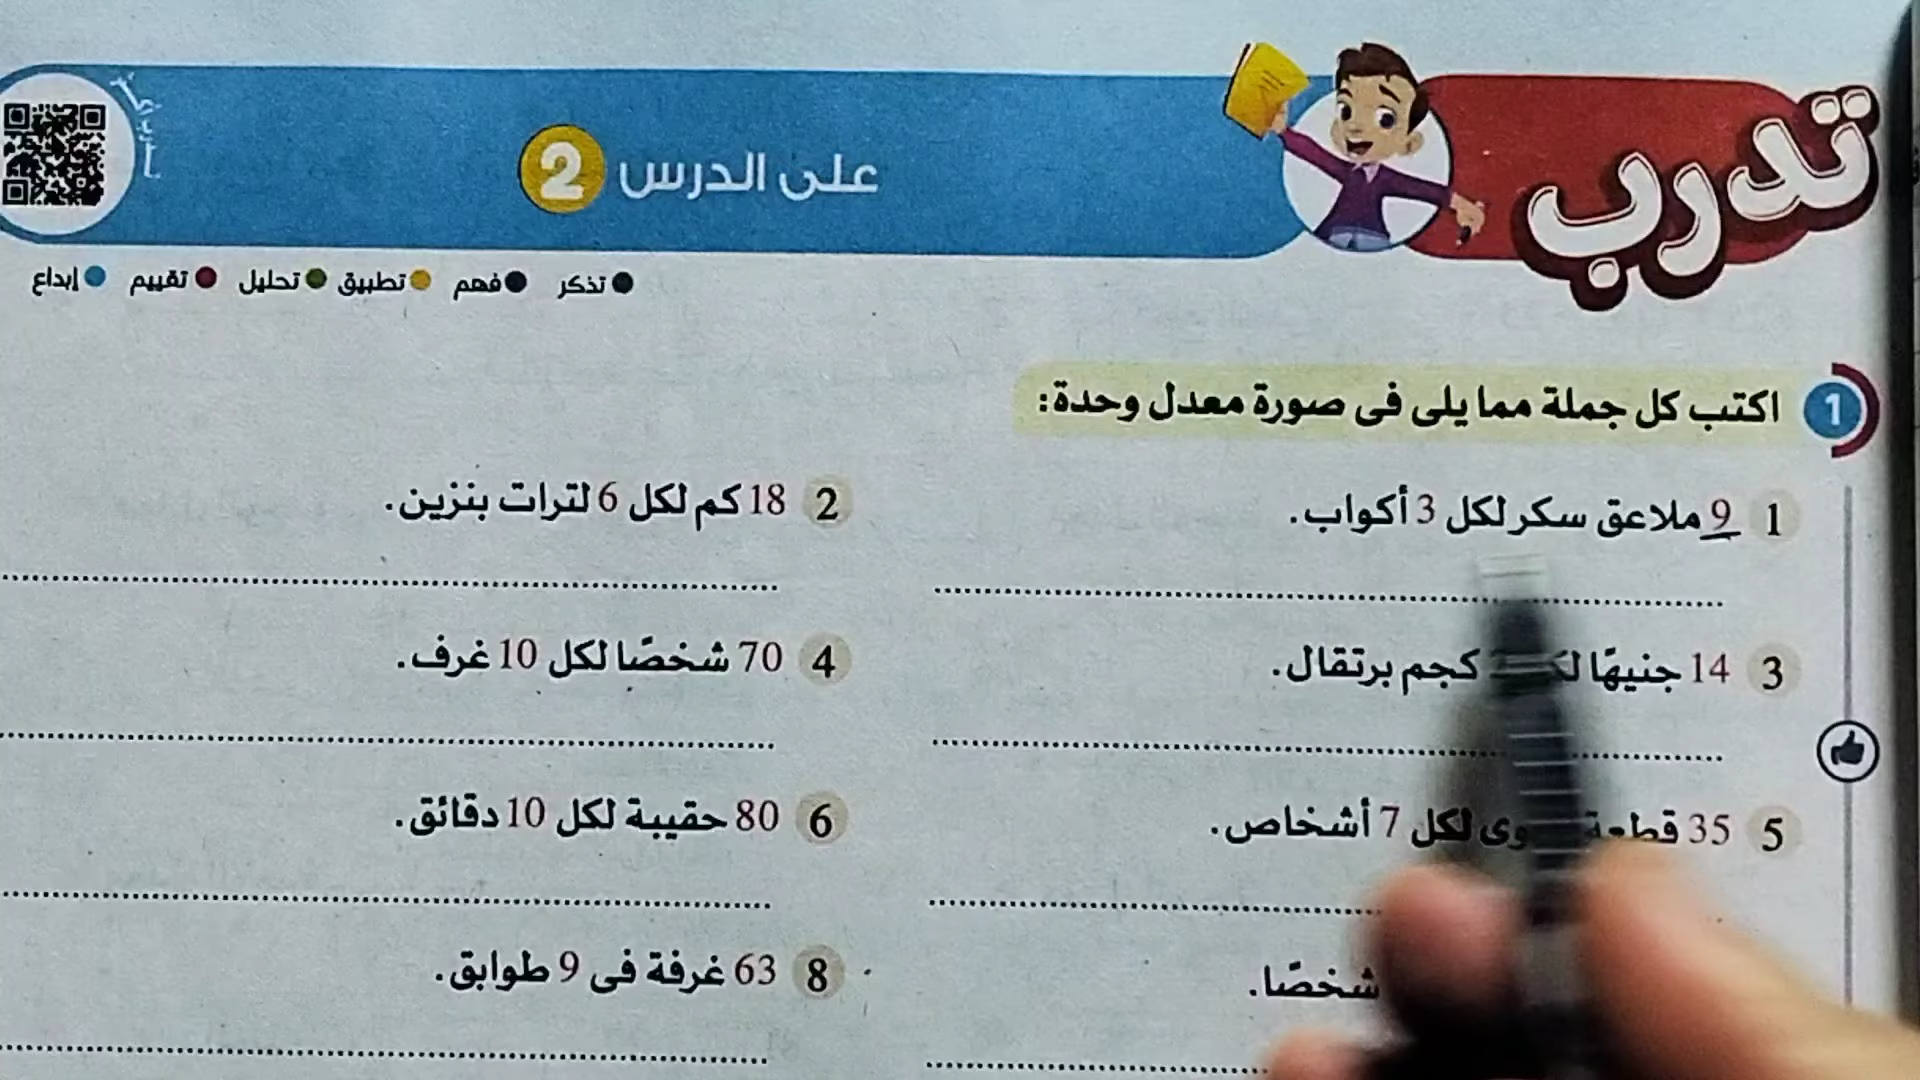 تدرب
على الدرس 2
تذكر فهم تطبيق تحليل تقييم إبداع
1 اكتب كل جملة مما يلى فى صورة معدل وحدة:
1 9 ملاعق سكر لكل 3 أكواب.
2 18 كم لكل 6 لترات بنزين.
3 14 جنيهًا كجم برتقال.
4 70 شخصًا لكل 10 غرف.
5 35 قطعة لكل 7 أشخاص.
6 80 حقيبة لكل 10 دقائق.
شخصًا.
8 63 غرفة فى 9 طوابق.